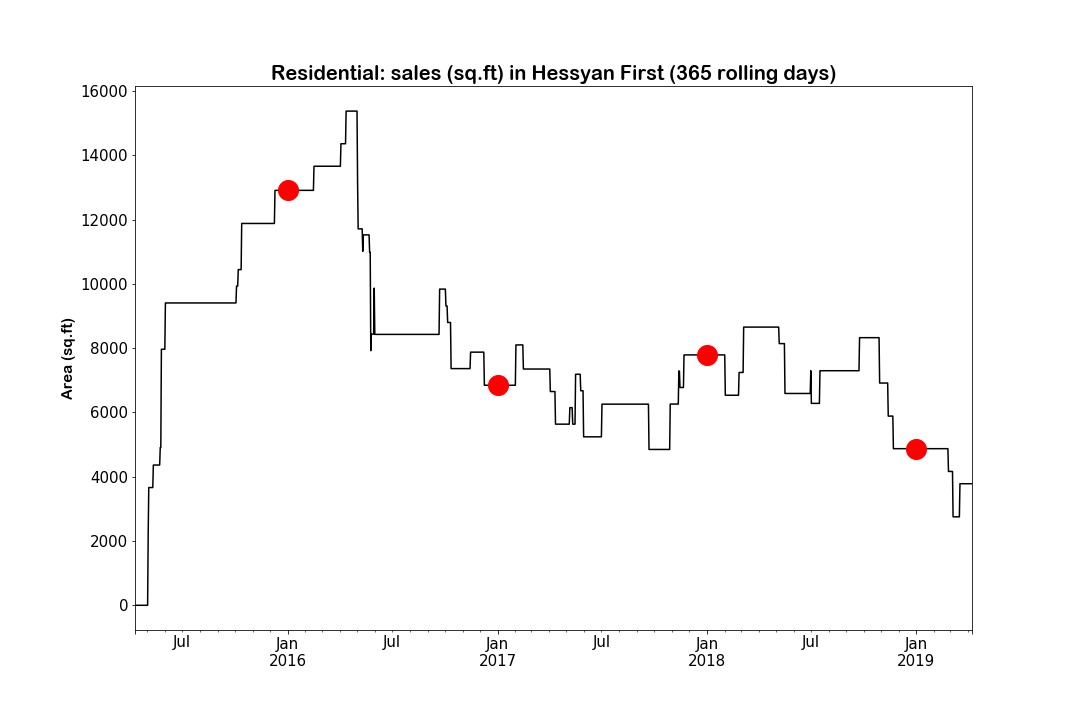 Residential: sales (sq.ft) in Hessyan First (365 rolling days)
Area (sq.ft)
16000
14000
12000
10000
8000
6000
4000
2000
0
Jul
Jan
2016
Jul
Jan
2017
Jul
Jan
2018
Jul
Jan
2019